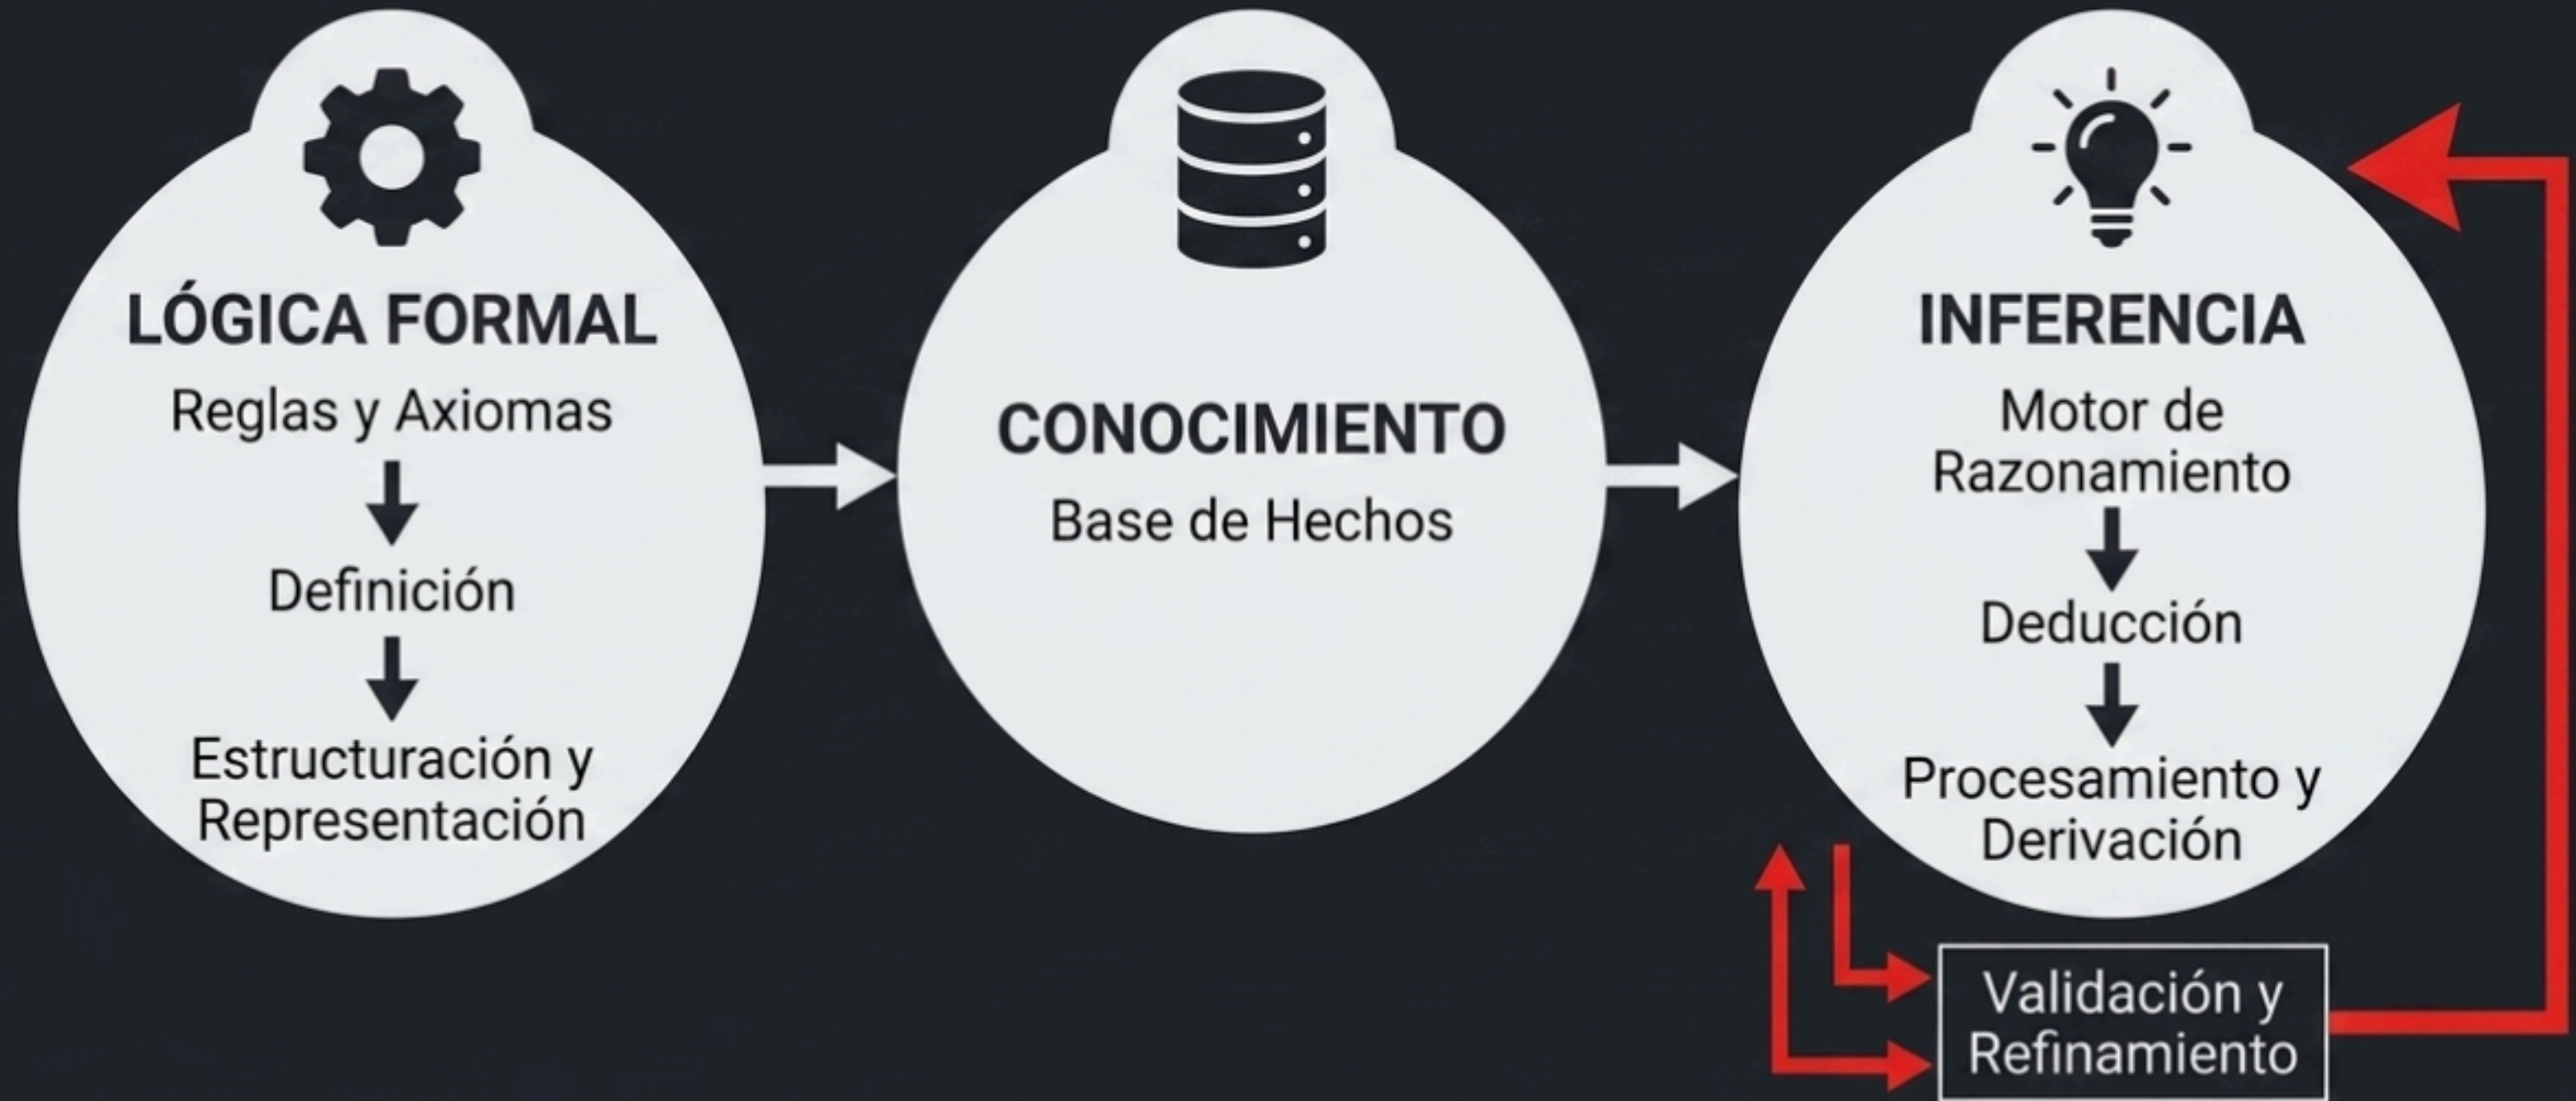 LÓGICA FORMAL
Reglas y Axiomas
Definición
Estructuración y
Representación
CONOCIMIENTO
Base de Hechos
INFERENCIA
Motor de
Razonamiento
Deducción
Procesamiento y
Derivación
Validación y
Refinamiento